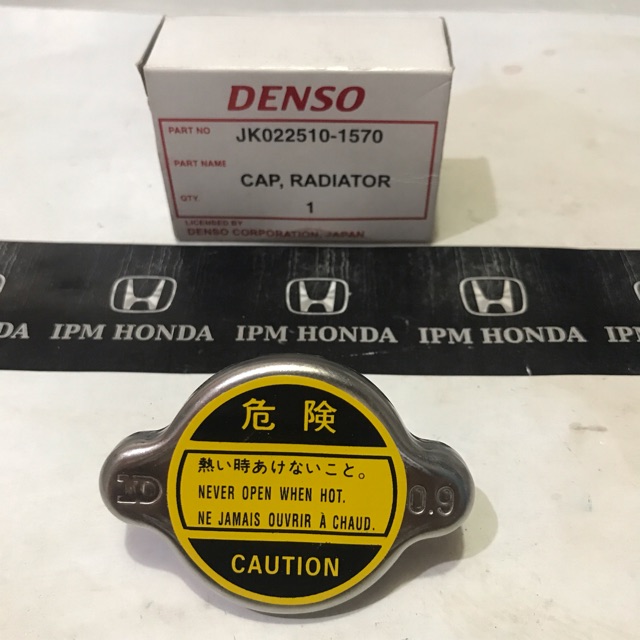 DENSO
PART NO JK022510-1570
PART NAME CAP, RADIATOR
QTY. 1
LICENSED BY
DENSO CORPORATION, JAPAN
IPM HONDA IPM HONDA IPM HONDA
危険
熱い時あけないこと。
NEVER OPEN WHEN HOT.
NE JAMAIS OUVRIR À CHAUD.
0.9
CAUTION